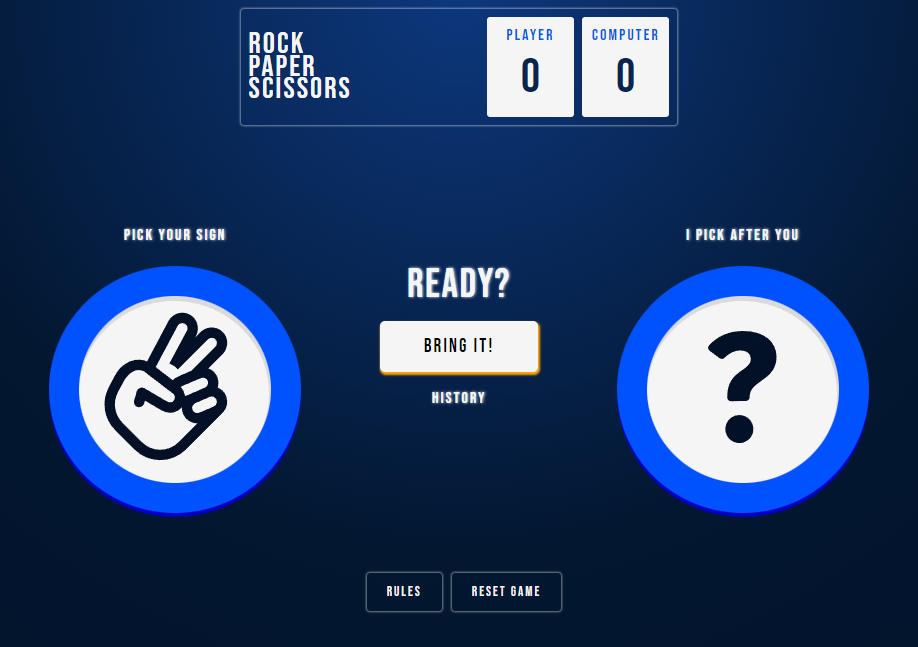 ROCK
PAPER
SCISSORS
PLAYER
0
COMPUTER
0
PICK YOUR SIGN
I PICK AFTER YOU
READY?
BRING IT!
HISTORY
?
RULES
RESET GAME